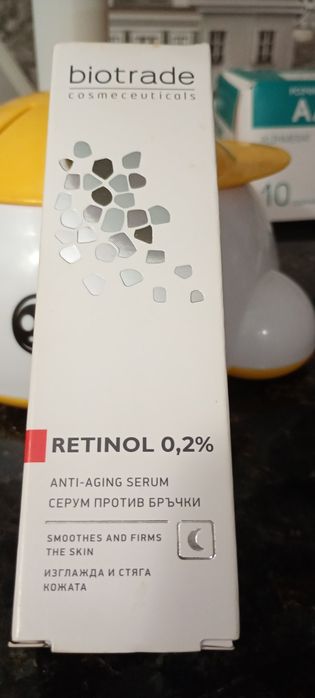 biotrade
cosmeceuticals
RETINOL 0,2%
ANTI-AGING SERUM
СЕРУМ ПРОТИВ БРЪЧКИ
SMOOTHES AND FIRMS
THE SKIN
ИЗГЛАЖДА И СТЯГА
КОЖАТА
10